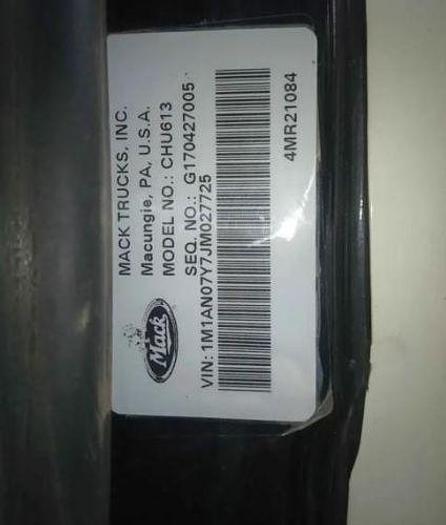 MACK TRUCKS, INC.
Macungie, PA, U.S.A.
MODEL NO.: CHU613
SEQ. NO.: G170427005
Mack
VIN: 1M1AN07Y7JM027725
4MR21084